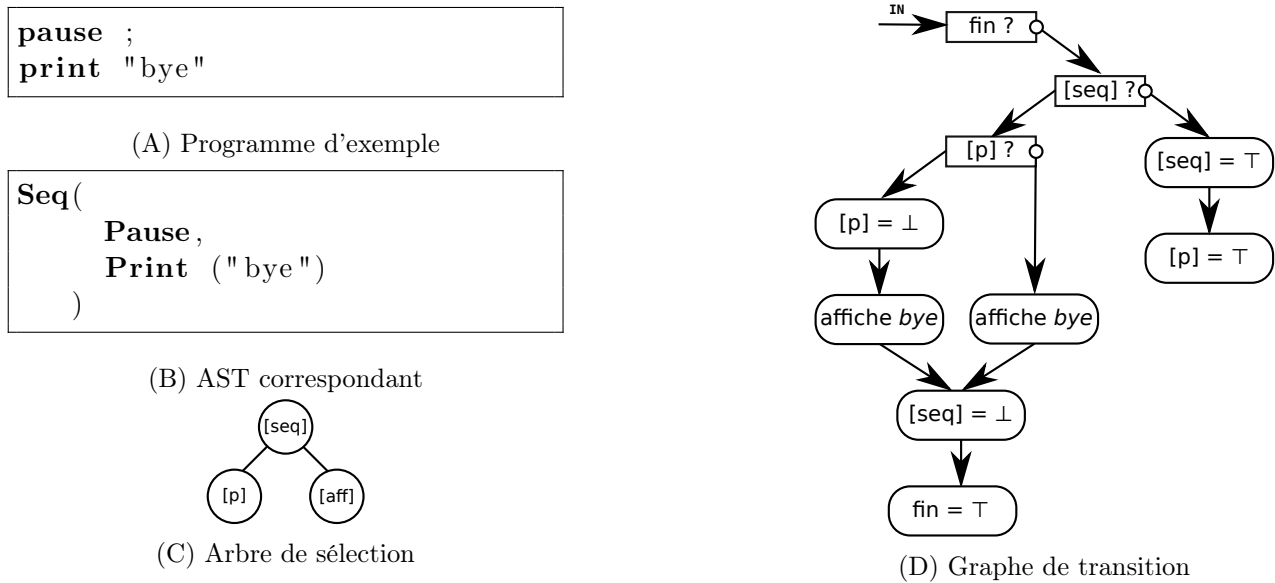 pause ;
print "bye"
(A) Programme d'exemple
Seq(
Pause,
Print ("bye")
)
(B) AST correspondant
[seq]
[p]
[aff]
(C) Arbre de sélection
IN
fin ?
[seq] ?
[p] ?
[seq] = ⊤
[p] = ⊥
[p] = ⊤
affiche bye
affiche bye
[seq] = ⊥
fin = ⊤
(D) Graphe de transition